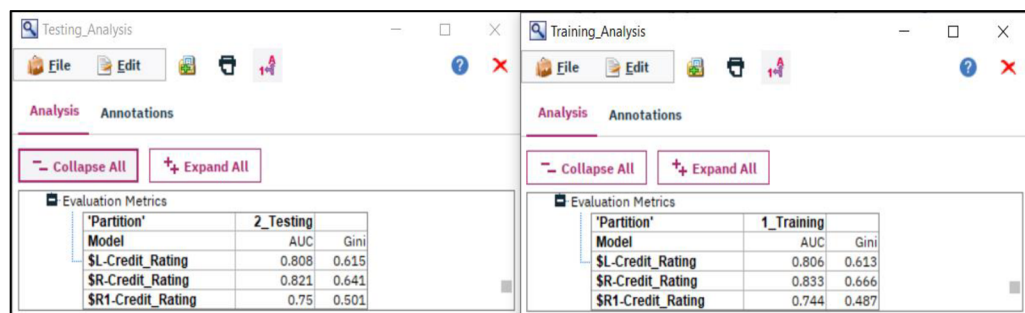 Testing_Analysis
File Edit
Analysis Annotations
Collapse All Expand All
Evaluation Metrics
'Partition' 2_Testing
Model AUC Gini
$L-Credit_Rating 0.808 0.615
$R-Credit_Rating 0.821 0.641
$R1-Credit_Rating 0.75 0.501
Training_Analysis
File Edit
Analysis Annotations
Collapse All Expand All
Evaluation Metrics
'Partition' 1_Training
Model AUC Gini
$L-Credit_Rating 0.806 0.613
$R-Credit_Rating 0.833 0.666
$R1-Credit_Rating 0.744 0.487